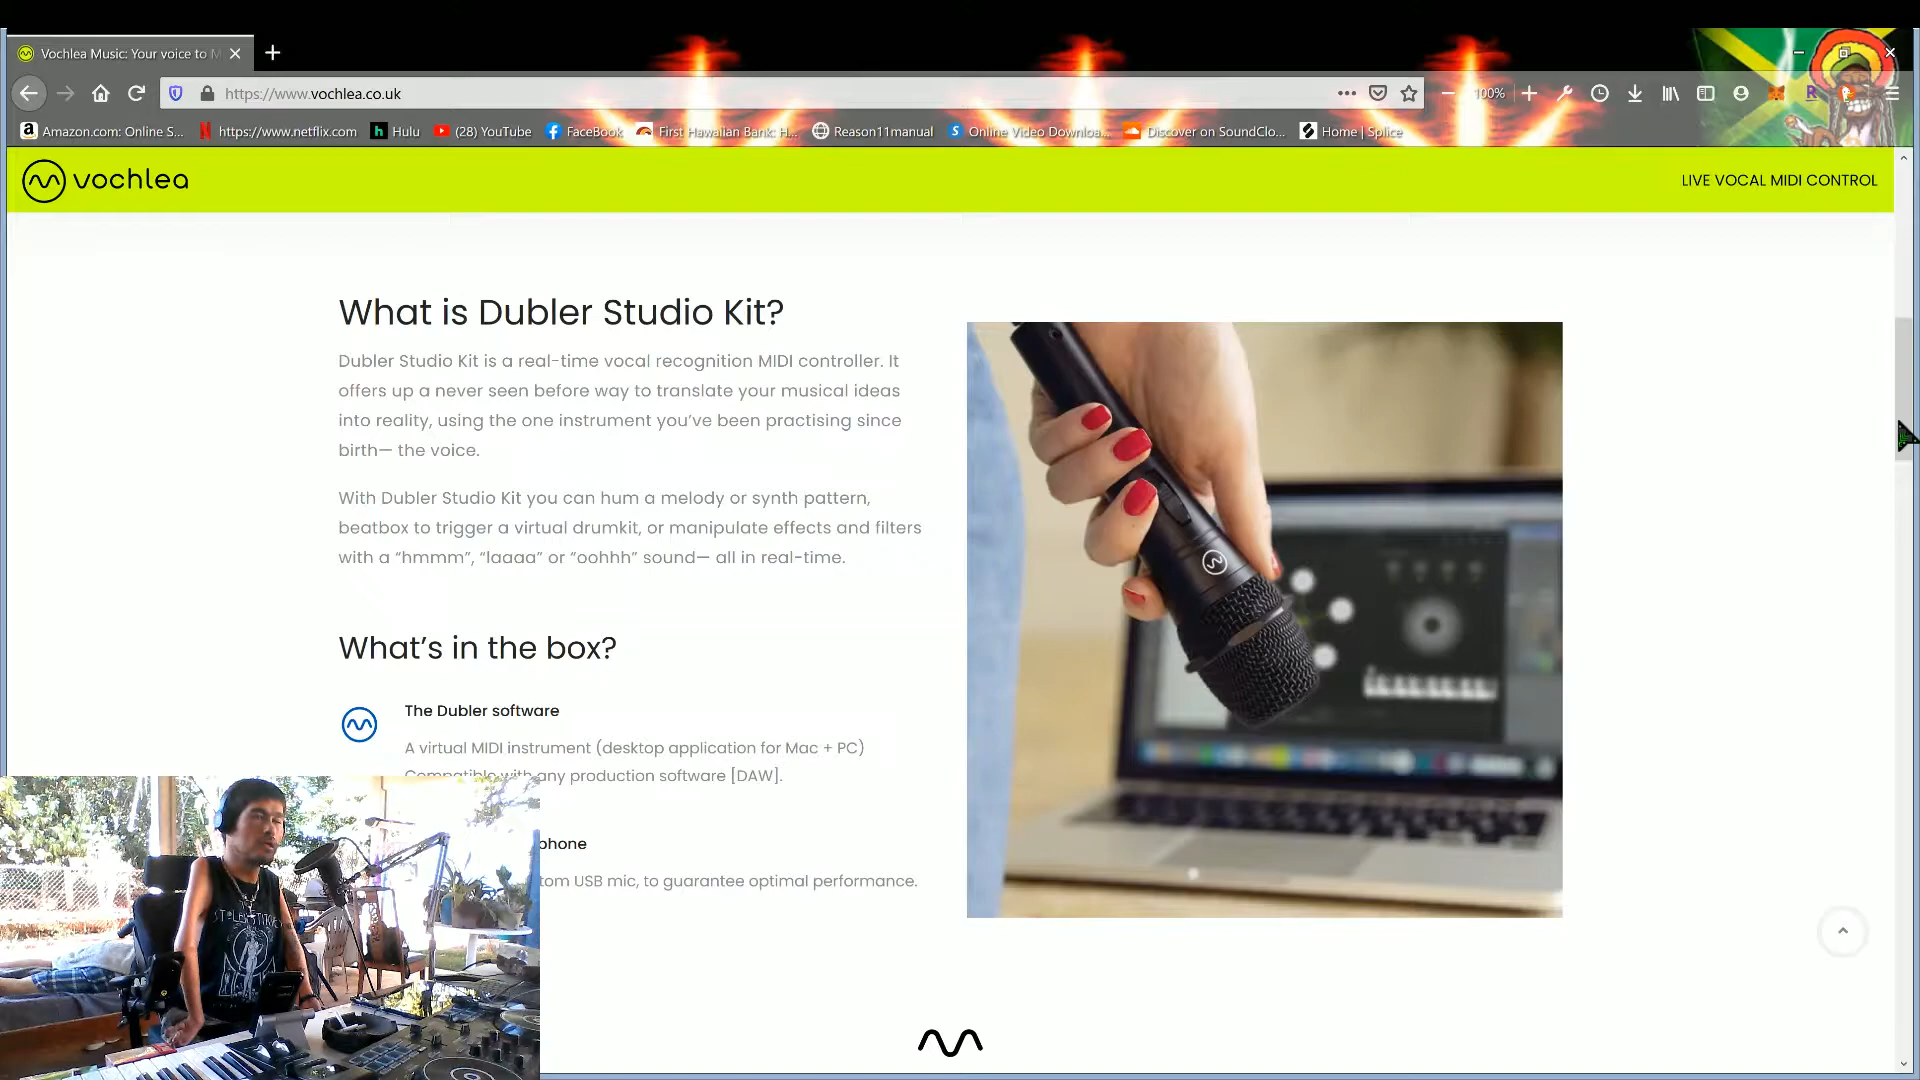 Vochlea Music: Your voice to M
https://www.vochlea.co.uk
100%
Amazon.com: Online S...
https://www.netflix.com
Hulu
(28) YouTube
FaceBook
First Hawaiian Bank: H...
Reason11manual
Online Video Downloa...
Discover on SoundClo...
Home | Splice
vochlea
LIVE VOCAL MIDI CONTROL
What is Dubler Studio Kit?
Dubler Studio Kit is a real-time vocal recognition MIDI controller. It
offers up a never seen before way to translate your musical ideas
into reality, using the one instrument you’ve been practising since
birth— the voice.
With Dubler Studio Kit you can hum a melody or synth pattern,
beatbox to trigger a virtual drumkit, or manipulate effects and filters
with a “hmmm”, “laaaa” or “oohhh” sound— all in real-time.
What’s in the box?
The Dubler software
A virtual MIDI instrument (desktop application for Mac + PC)
Compatible with any production software [DAW].
phone
tom USB mic, to guarantee optimal performance.